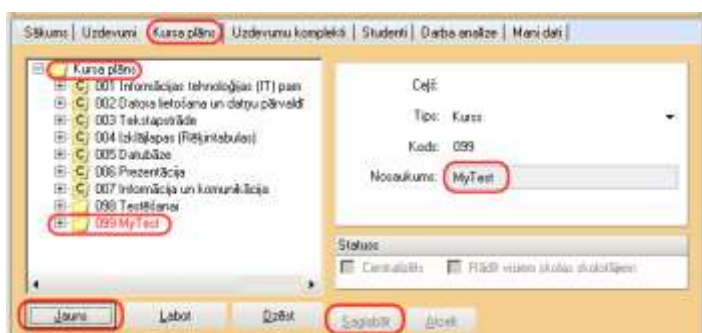 Sākums | Uzdevumi | Kursa plāns | Uzdevumu komplekti | Studenti | Darba analīze | Mani dati
Kursa plāns
001 Informācijas tehnoloģijas (IT) pam
002 Datora lietošana un datņu pārvaldī
003 Tekstapstrāde
004 Izklājlapas (Rēķintabulas)
005 Datubāze
006 Prezentācija
007 Informācija un komunikācija
098 Testēšanai
099 MyTest
Ceļš:
Tips: Kurss
Kods: 099
Nosaukums: MyTest
Statuss
Centralizēts Rādīt visiem skolas skolotājiem
Jauns Labot Dzēst Saglabāt Atcelt